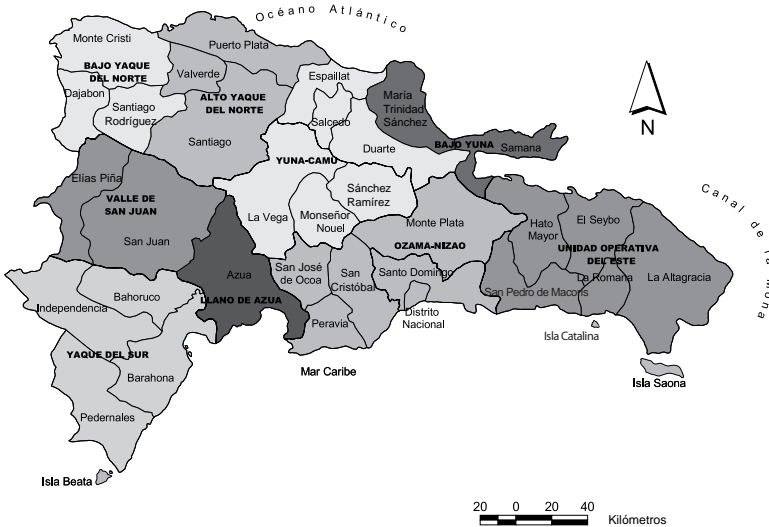 Océano Atlántico
Monte Cristi
Puerto Plata
BAJO YAQUE
DEL NORTE
Valverde
Espaillat
Dajabon
Santiago
Rodríguez
ALTO YAQUE
DEL NORTE
María
Trinidad
Sánchez
N
Salcedo
Santiago
Duarte
BAJO YUNA
Samana
YUNA-CAMU
Elías Piña
VALLE DE
SAN JUAN
Sánchez
Ramírez
Canal de la Mona
La Vega
Monseñor
Nouel
Monte Plata
Hato
Mayor
El Seybo
San Juan
OZAMA-NIZAO
UNIDAD OPERATIVA
DEL ESTE
Azua
San José
de Ocoa
San
Cristóbal
Santo Domingo
La Romana
La Altagracia
Bahoruco
Independencia
LLANO DE AZUA
San Pedro de Macoris
Peravia
Distrito
Nacional
Isla Catalina
YAQUE DEL SUR
Barahona
Mar Caribe
Isla Saona
Pedernales
Isla Beata
20 0 20 40
Kilómetros